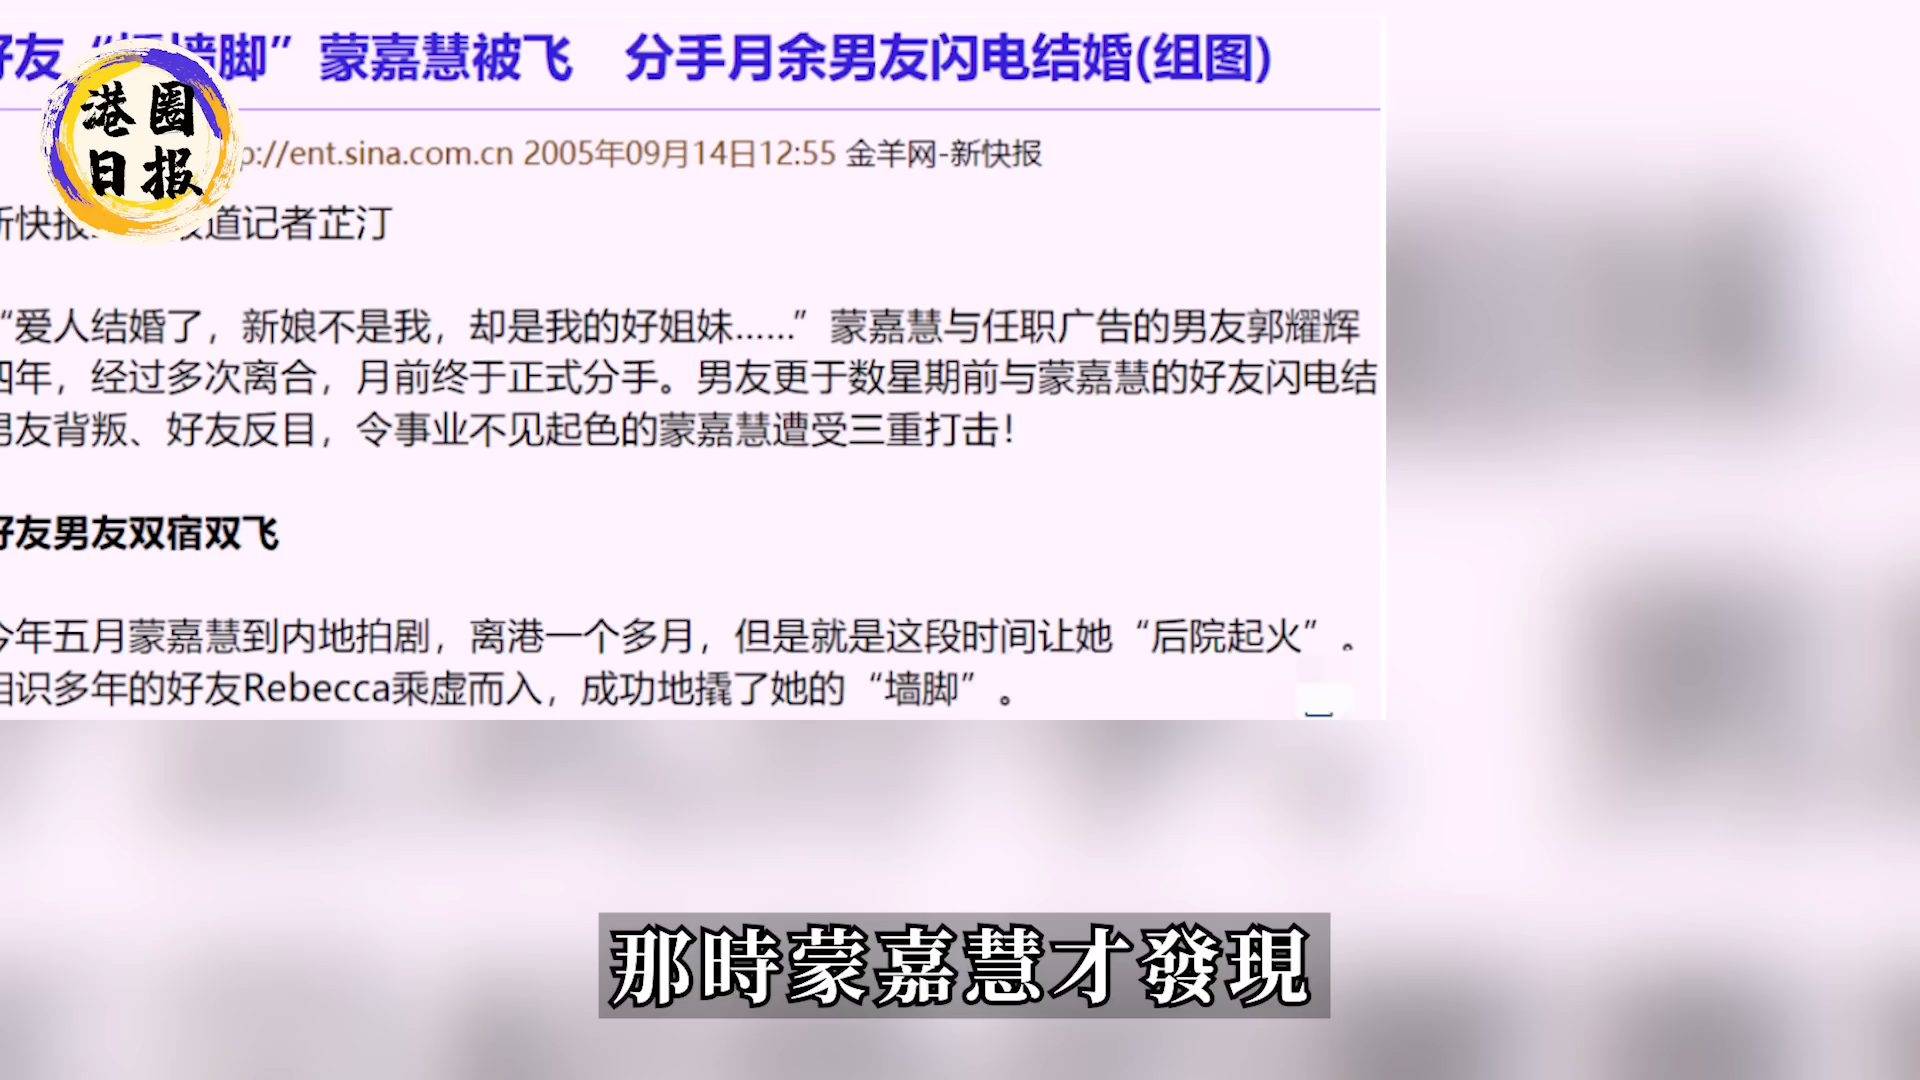 好友“墙脚”蒙嘉慧被飞 分手月余男友闪电结婚(组图)
港圈
日报
p://ent.sina.com.cn 2005年09月14日12:55 金羊网-新快报
新快报 报道记者芷汀
“爱人结婚了，新娘不是我，却是我的好姐妹……”蒙嘉慧与任职广告的男友郭耀辉
四年，经过多次离合，月前终于正式分手。男友更于数星期前与蒙嘉慧的好友闪电结
男友背叛、好友反目，令事业不见起色的蒙嘉慧遭受三重打击！
好友男友双宿双飞
今年五月蒙嘉慧到内地拍剧，离港一个多月，但是就是这段时间让她“后院起火”。
相识多年的好友Rebecca乘虚而入，成功地撬了她的“墙脚”。
那時蒙嘉慧才發現